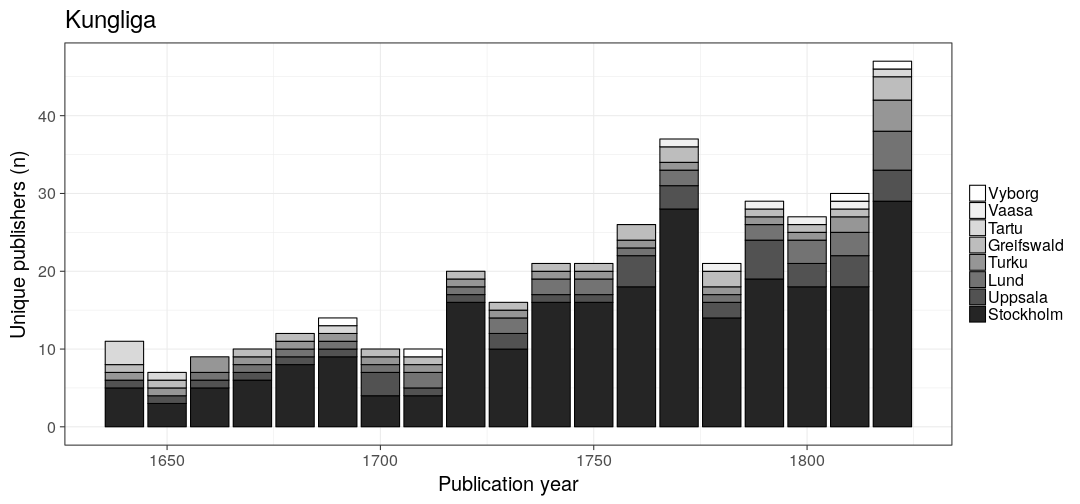 Kungliga
Unique publishers (n)
40
30
20
10
0
1650
1700
1750
1800
Publication year
Vyborg
Vaasa
Tartu
Greifswald
Turku
Lund
Uppsala
Stockholm